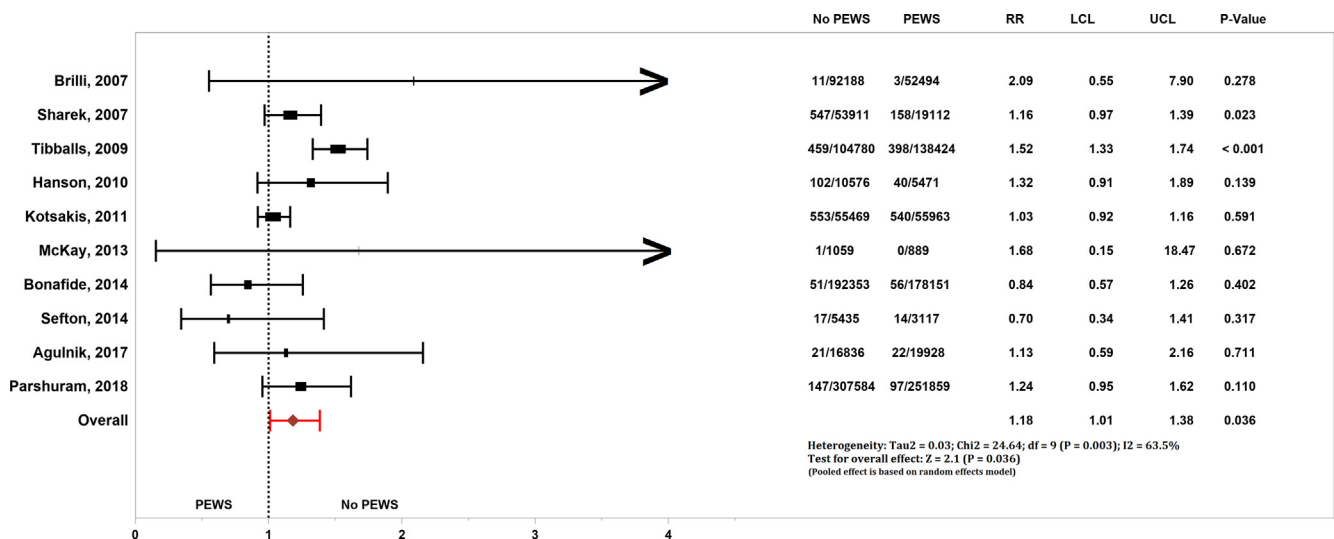 No PEWS PEWS RR LCL UCL P-Value
Brilli, 2007 11/92188 3/52494 2.09 0.55 7.90 0.278
Sharek, 2007 547/53911 158/19112 1.16 0.97 1.39 0.023
Tibballs, 2009 459/104780 398/138424 1.52 1.33 1.74 < 0.001
Hanson, 2010 102/10576 40/5471 1.32 0.91 1.89 0.139
Kotsakis, 2011 553/55469 540/55963 1.03 0.92 1.16 0.591
McKay, 2013 1/1059 0/889 1.68 0.15 18.47 0.672
Bonafide, 2014 51/192353 56/178151 0.84 0.57 1.26 0.402
Sefton, 2014 17/5435 14/3117 0.70 0.34 1.41 0.317
Agulnik, 2017 21/16836 22/19928 1.13 0.59 2.16 0.711
Parshuram, 2018 147/307584 97/251859 1.24 0.95 1.62 0.110
Overall 1.18 1.01 1.38 0.036
Heterogeneity: Tau2 = 0.03; Chi2 = 24.64; df = 9 (P = 0.003); I2 = 63.5%
Test for overall effect: Z = 2.1 (P = 0.036)
(Pooled effect is based on random effects model)
PEWS No PEWS
0 1 2 3 4